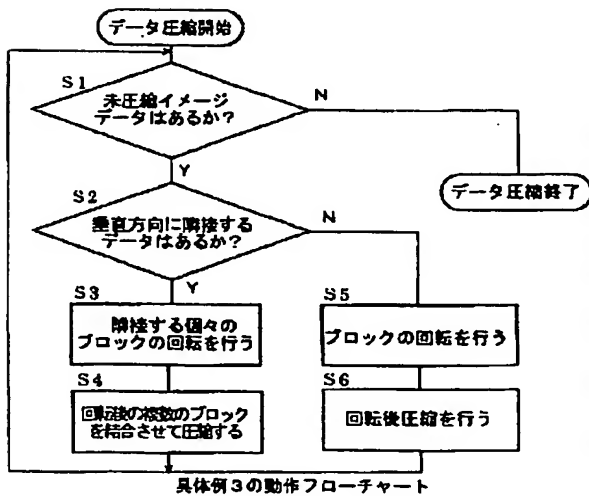 データ圧縮開始
S1
未圧縮イメージ
データはあるか？
N
Y
データ圧縮終了
S2
垂直方向に隣接する
データはあるか？
N
Y
S3
隣接する個々の
ブロックの回転を行う
S5
ブロックの回転を行う
S4
回転後の複数のブロック
を結合させて圧縮する
S6
回転後圧縮を行う
具体例3の動作フローチャート